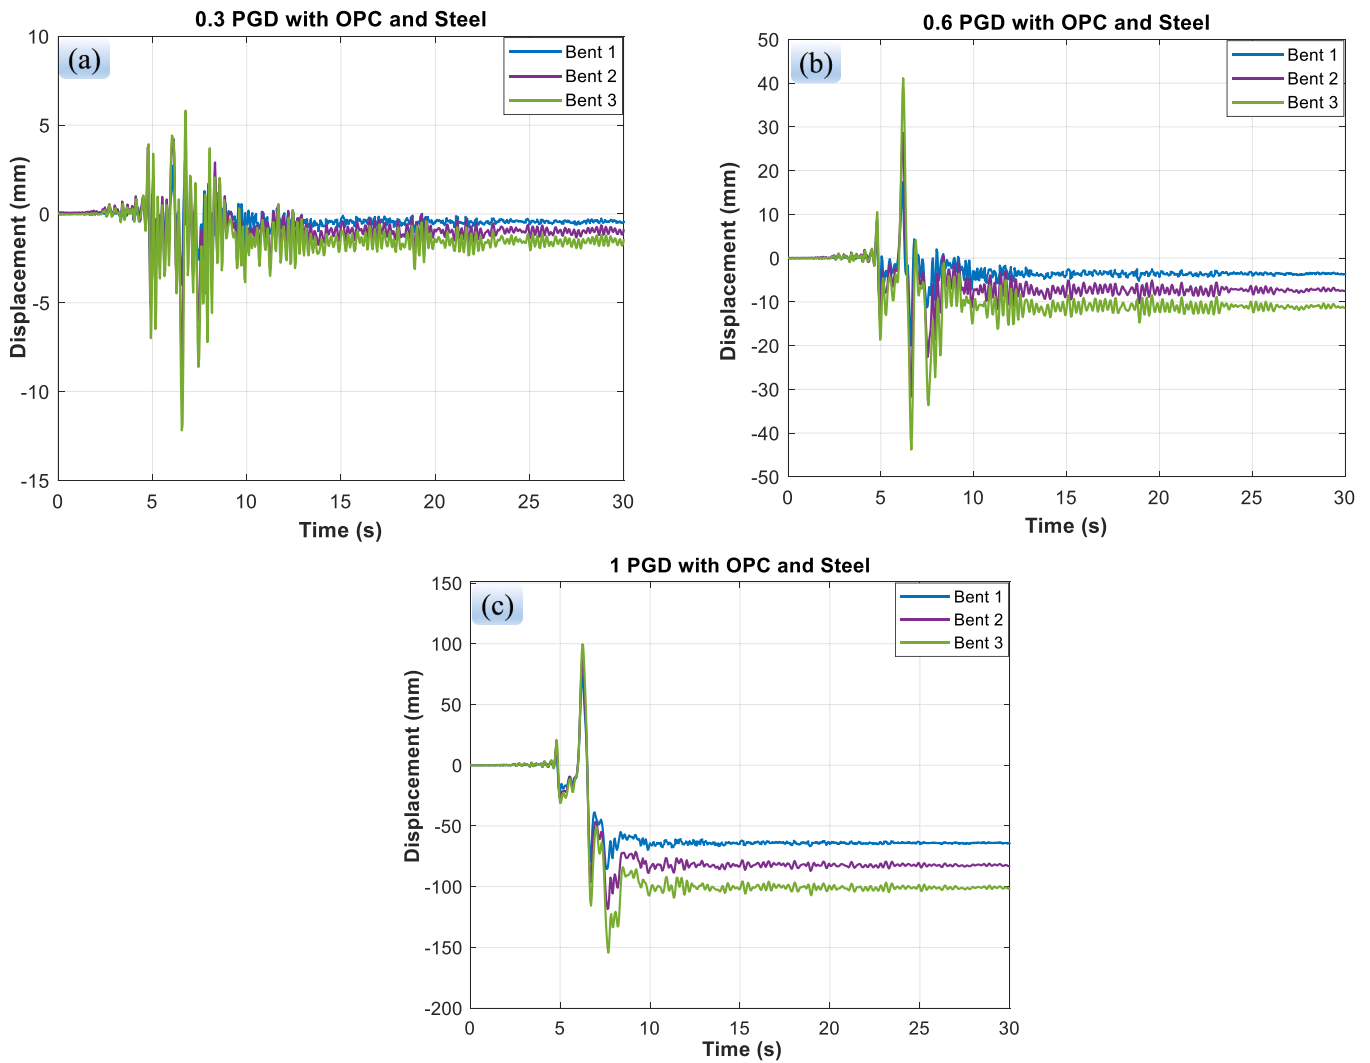 0.3 PGD with OPC and Steel
(a)
Bent 1
Bent 2
Bent 3
10
5
0
-5
-10
-15
Displacement (mm)
0 5 10 15 20 25 30
Time (s)
0.6 PGD with OPC and Steel
(b)
Bent 1
Bent 2
Bent 3
50
40
30
20
10
0
-10
-20
-30
-40
-50
Displacement (mm)
0 5 10 15 20 25 30
Time (s)
1 PGD with OPC and Steel
(c)
Bent 1
Bent 2
Bent 3
150
100
50
0
-50
-100
-150
-200
Displacement (mm)
0 5 10 15 20 25 30
Time (s)